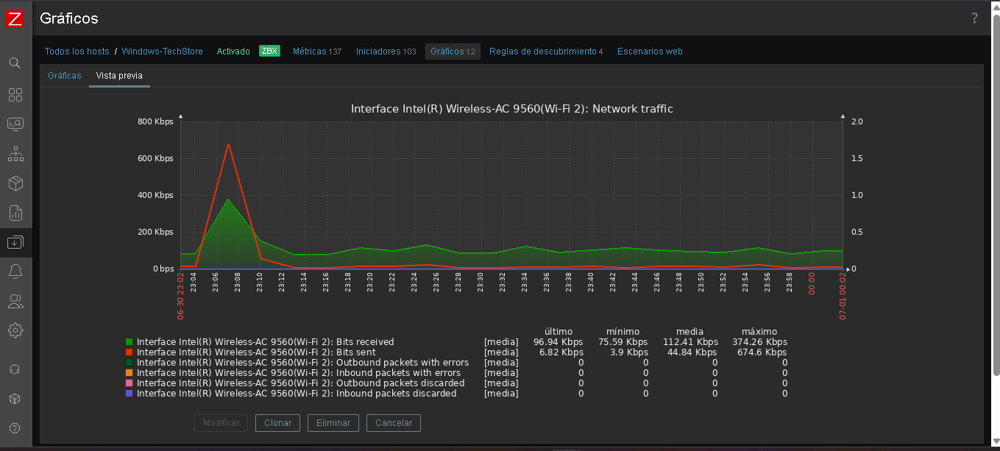 Z Gráficos ?
Todos los hosts / Windows-TechStore Activado ZBX Métricas 137 Iniciadores 103 Gráficos 12 Reglas de descubrimiento 4 Escenarios web
Gráficas Vista previa
Interface Intel(R) Wireless-AC 9560(Wi-Fi 2): Network traffic
800 Kbps 2.0
600 Kbps 1.5
400 Kbps 1.0
200 Kbps 0.5
0 bps 0
06-30 23:02 23:04 23:06 23:08 23:10 23:12 23:14 23:16 23:18 23:20 23:22 23:24 23:26 23:28 23:30 23:32 23:34 23:36 23:38 23:40 23:42 23:44 23:46 23:48 23:50 23:52 23:54 23:56 23:58 00:00 07-01 00:02
último mínimo media máximo
Interface Intel(R) Wireless-AC 9560(Wi-Fi 2): Bits received [media] 96.94 Kbps 75.59 Kbps 112.41 Kbps 374.26 Kbps
Interface Intel(R) Wireless-AC 9560(Wi-Fi 2): Bits sent [media] 6.82 Kbps 3.9 Kbps 44.84 Kbps 674.6 Kbps
Interface Intel(R) Wireless-AC 9560(Wi-Fi 2): Outbound packets with errors [media] 0 0 0 0
Interface Intel(R) Wireless-AC 9560(Wi-Fi 2): Inbound packets with errors [media] 0 0 0 0
Interface Intel(R) Wireless-AC 9560(Wi-Fi 2): Outbound packets discarded [media] 0 0 0 0
Interface Intel(R) Wireless-AC 9560(Wi-Fi 2): Inbound packets discarded [media] 0 0 0 0
Modificar Clonar Eliminar Cancelar